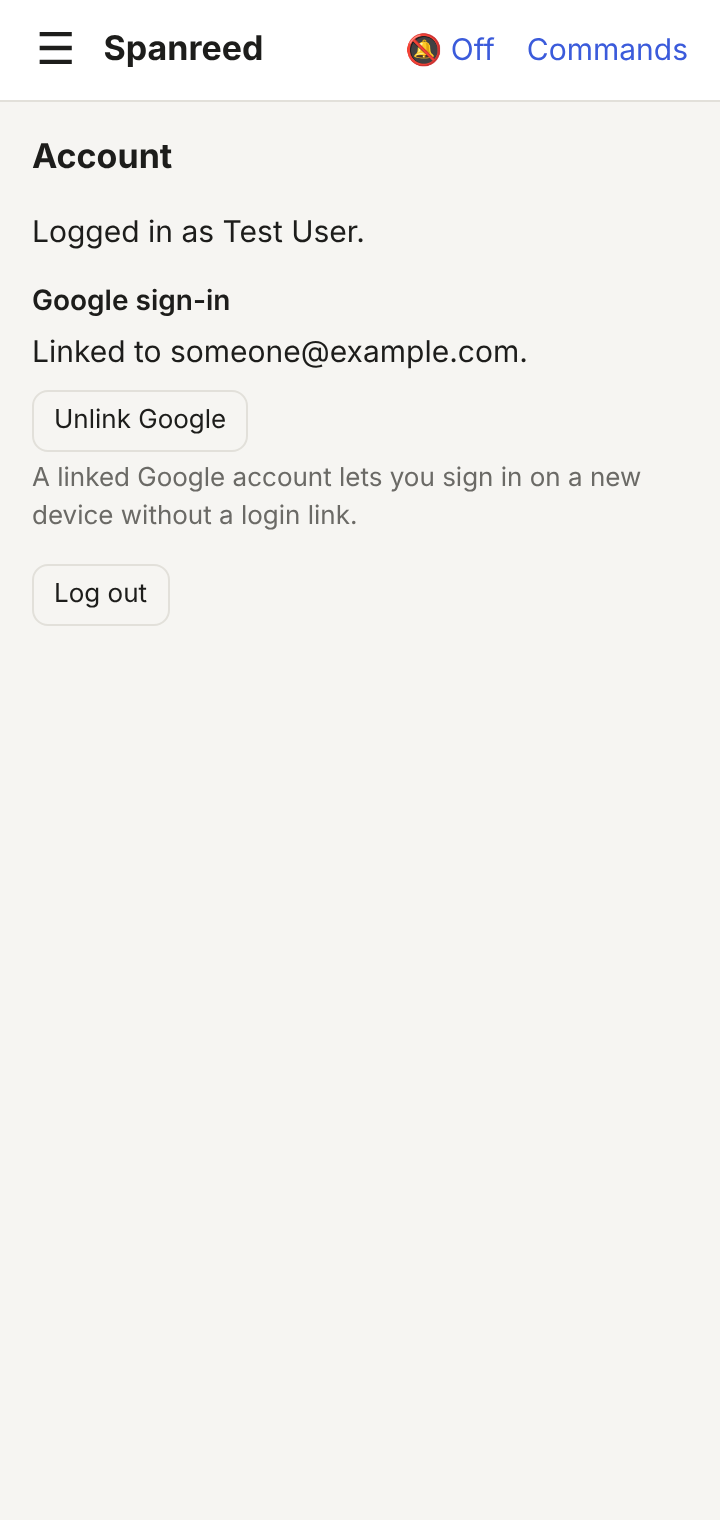 ☰ Spanreed 🔕 Off Commands
Account
Logged in as Test User.
Google sign-in
Linked to someone@example.com.
Unlink Google
A linked Google account lets you sign in on a new
device without a login link.
Log out